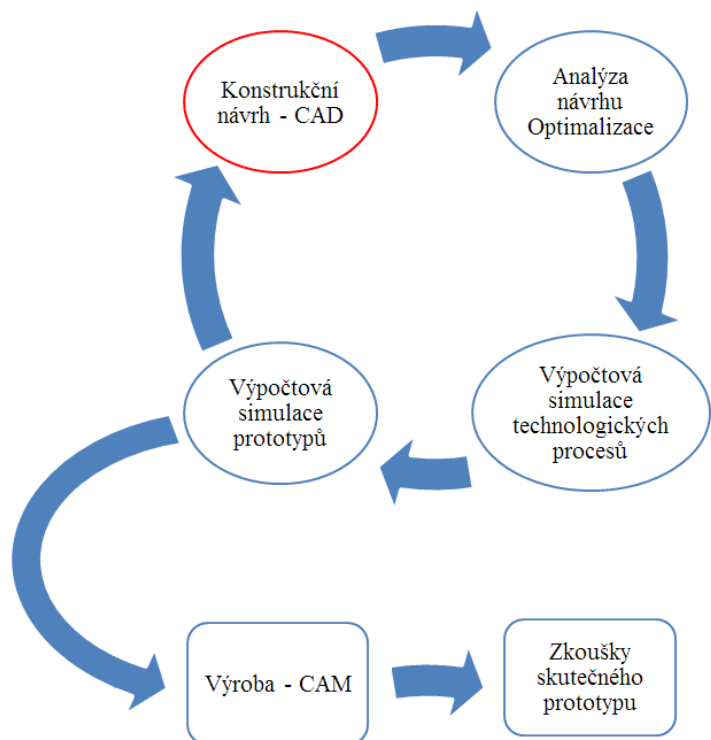 Konstrukční
návrh - CAD
Analýza
návrhu
Optimalizace
Výpočtová
simulace
technologických
procesů
Výpočtová
simulace
prototypů
Výroba - CAM
Zkoušky
skutečného
prototypu